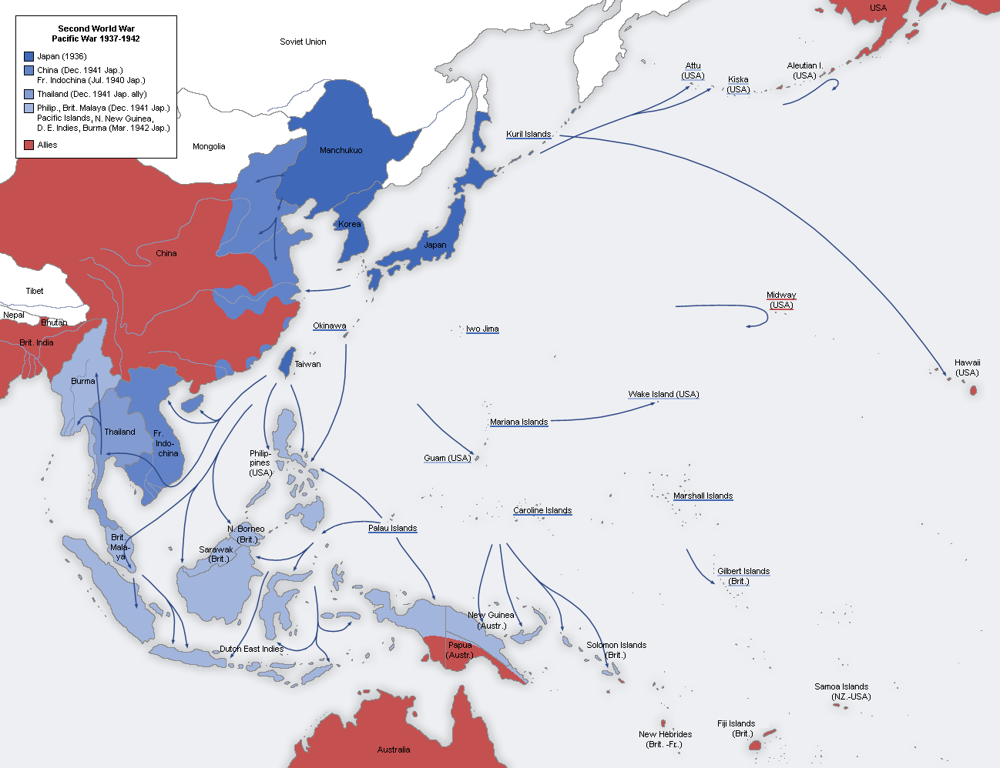 Second World War
Pacific War 1937-1942
Japan (1936)
China (Dec. 1941 Jap.)
Fr. Indochina (Jul. 1940 Jap.)
Thailand (Dec. 1941 Jap. ally)
Philip., Brit. Malaya (Dec. 1941 Jap.)
Pacific Islands, N. New Guinea,
D. E. Indies, Burma (Mar. 1942 Jap.)
Allies
USA
Soviet Union
Attu
(USA)
Kiska
(USA)
Aleutian I.
(USA)
Kuril Islands
Mongolia
Manchukuo
Korea
Japan
China
Tibet
Nepal
Bhutan
Brit. India
Midway
(USA)
Okinawa
Iwo Jima
Taiwan
Hawaii
(USA)
Burma
Wake Island (USA)
Mariana Islands
Thailand
Fr.
Indo-
china
Philip-
pines
(USA)
Guam (USA)
Marshall Islands
Caroline Islands
Palau Islands
N. Borneo
(Brit.)
Brit.
Mala-
ya
Sarawak
(Brit.)
Gilbert Islands
(Brit.)
New Guinea
(Austr.)
Dutch East Indies
Papua
(Austr.)
Solomon Islands
(Brit.)
Samoa Islands
(NZ.-USA)
New Hebrides
(Brit. -Fr.)
Fiji Islands
(Brit.)
Australia